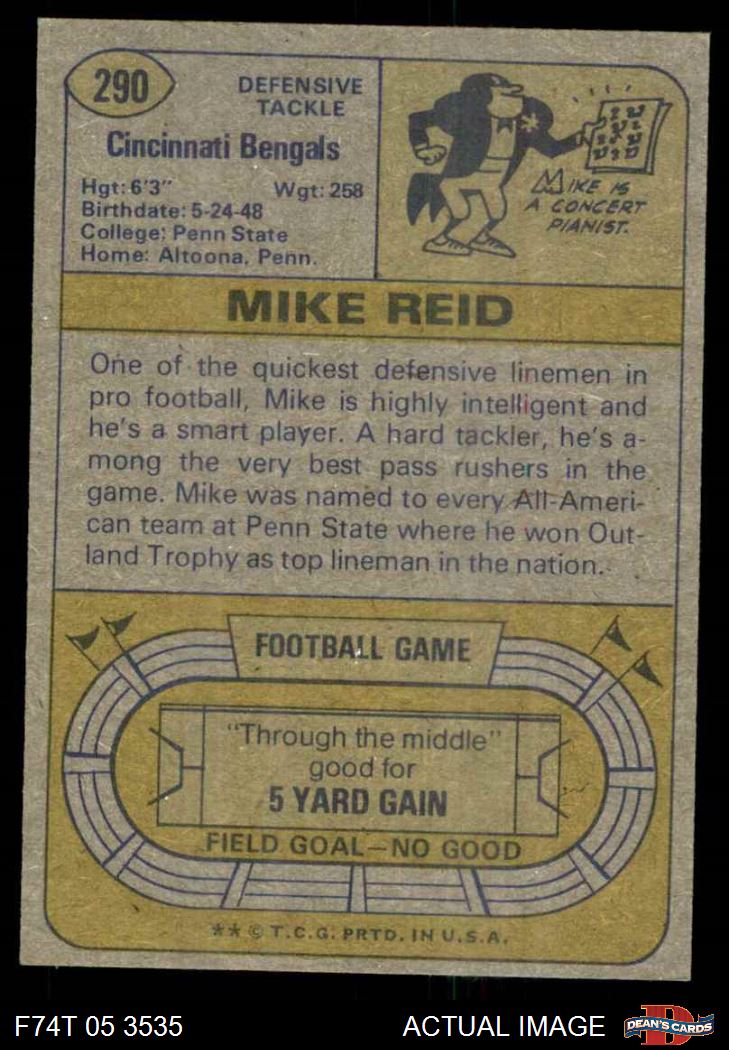 290
DEFENSIVE
TACKLE
Cincinnati Bengals
Hgt: 6'3" Wgt: 258
Birthdate: 5-24-48
College: Penn State
Home: Altoona, Penn.
MIKE IS
A CONCERT
PIANIST.
MIKE REID
One of the quickest defensive linemen in
pro football, Mike is highly intelligent and
he's a smart player. A hard tackler, he's a-
mong the very best pass rushers in the
game. Mike was named to every All-Ameri-
can team at Penn State where he won Out-
land Trophy as top lineman in the nation.
FOOTBALL GAME
"Through the middle"
good for
5 YARD GAIN
FIELD GOAL—NO GOOD
** © T.C.G. PRTD. IN U.S.A.
F74T 05 3535
ACTUAL IMAGE
D
DEAN'S CARDS